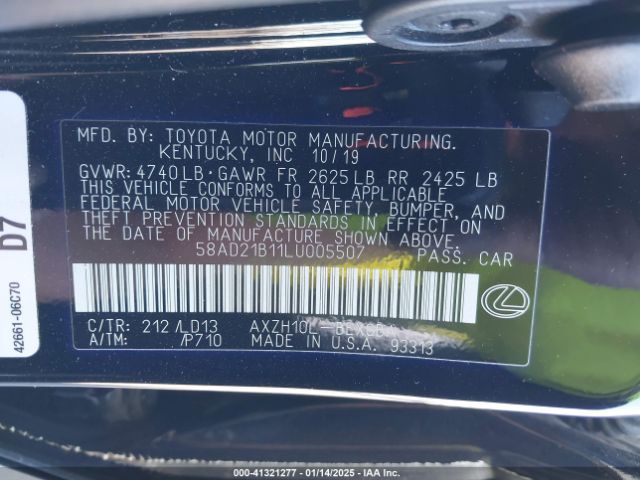 MFD. BY: TOYOTA MOTOR MANUFACTURING.
KENTUCKY, INC 10/19
GVWR: 4740LB·GAWR FR 2625LB RR 2425 LB
THIS VEHICLE CONFORMS TO ALL APPLICABLE
FEDERAL MOTOR VEHICLE SAFETY, BUMPER, AND
THEFT PREVENTION STANDARDS IN EFFECT ON
THE DATE OF MANUFACTURE SHOWN ABOVE.
58AD21B11LU005507 PASS. CAR
C/TR: 212/LD13 AXZH10L
A/TM: /P710 MADE IN U.S.A. 93313
D7
42661-06C70
000-41321277 01/14/2025 IAAI.COM